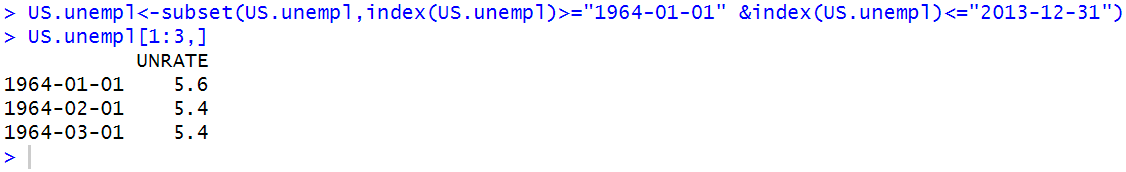 > US.unempl<-subset(US.unempl,index(US.unempl)>="1964-01-01" &index(US.unempl)<="2013-12-31")
> US.unempl[1:3,]
           UNRATE
1964-01-01    5.6
1964-02-01    5.4
1964-03-01    5.4
>